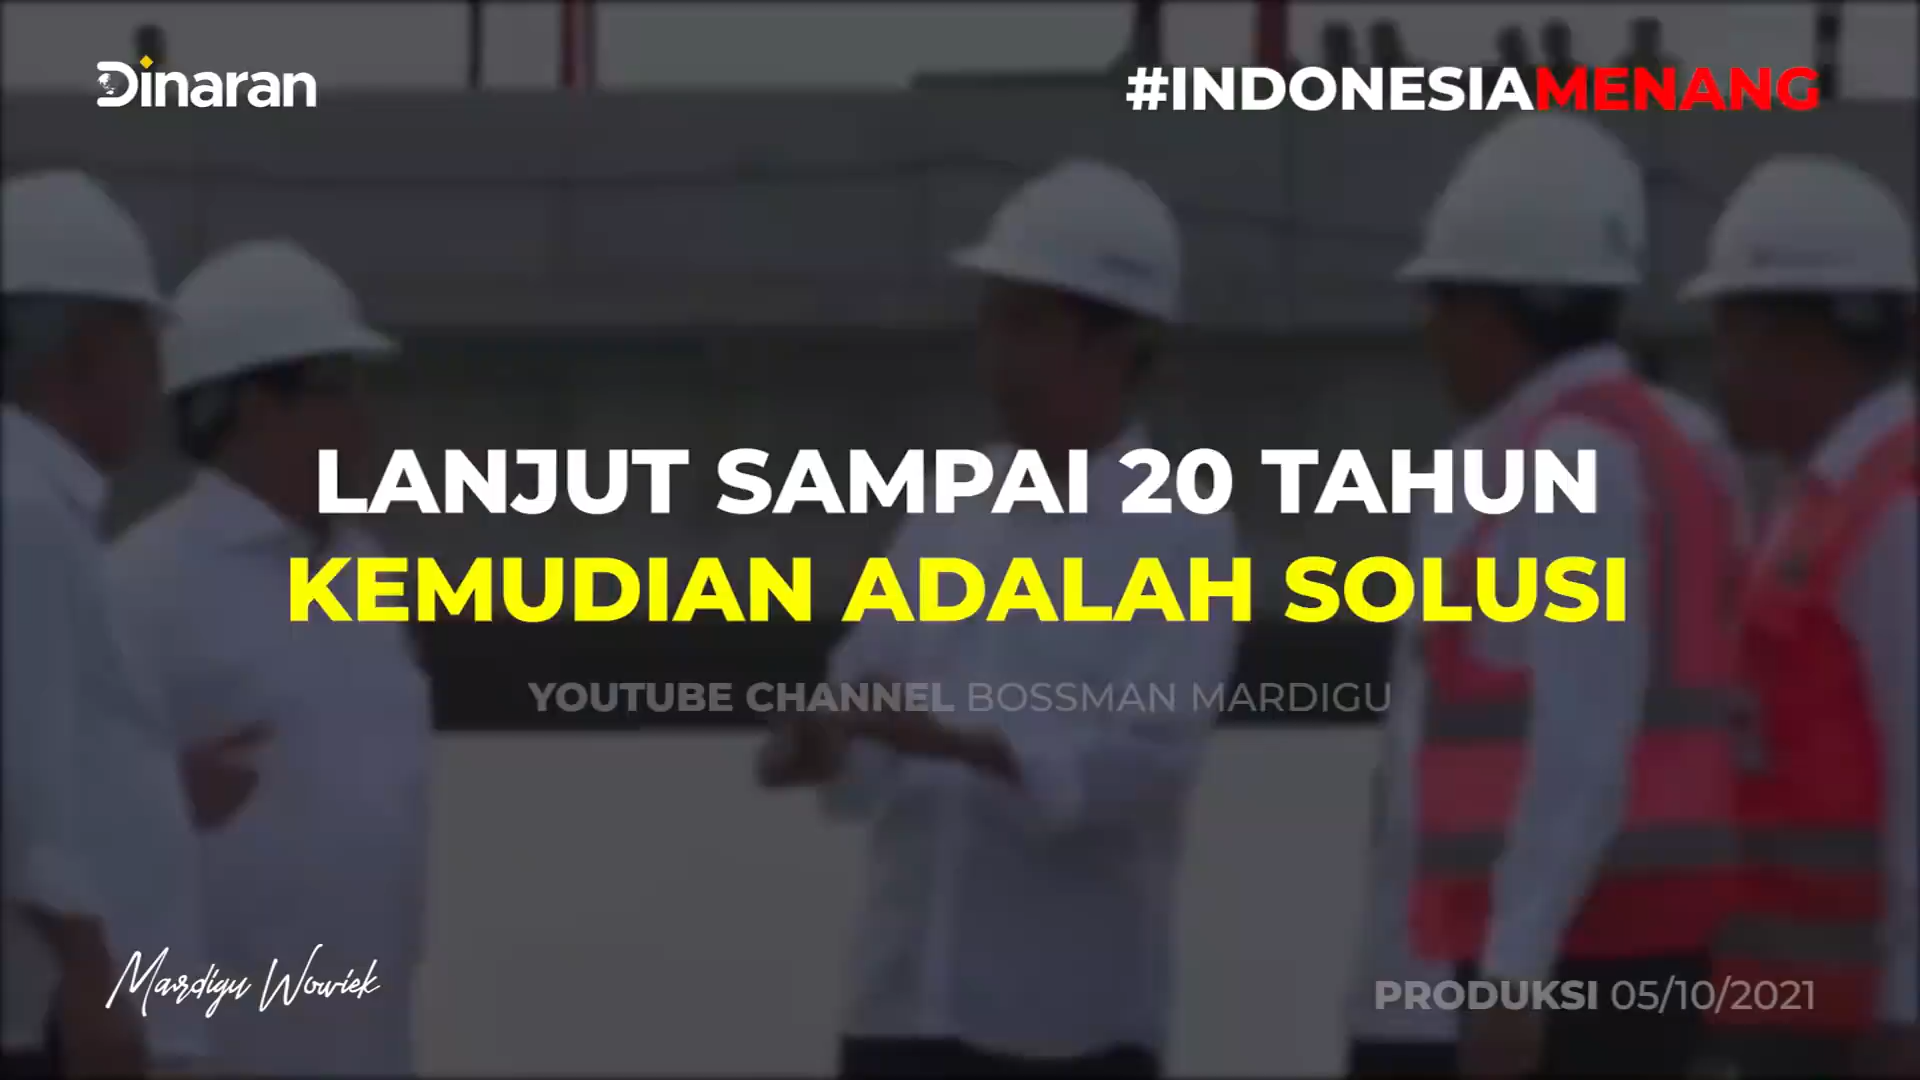 Dinaran
#INDONESIAMENANG
LANJUT SAMPAI 20 TAHUN
KEMUDIAN ADALAH SOLUSI
YOUTUBE CHANNEL BOSSMAN MARDIGU
Mardigu Wowiek
PRODUKSI 05/10/2021